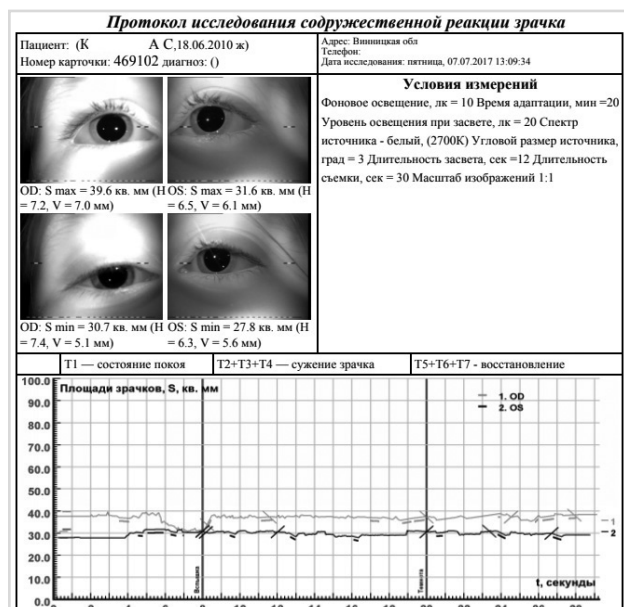 Протокол исследования содружественной реакции зрачка
Пациент: (К А С,18.06.2010 ж)
Номер карточки: 469102 диагноз: ()
Адрес: Винницкая обл
Телефон:
Дата исследования: пятница, 07.07.2017 13:09:34
OD: S max = 39.6 кв. мм (H
= 7.2, V = 7.0 мм)
OS: S max = 31.6 кв. мм (H
= 6.5, V = 6.1 мм)
OD: S min = 30.7 кв. мм (H
= 7.4, V = 5.1 мм)
OS: S min = 27.8 кв. мм (H
= 6.3, V = 5.6 мм)
Условия измерений
Фоновое освещение, лк = 10 Время адаптации, мин =20
Уровень освещения при засвете, лк = 20 Спектр
источника - белый, (2700К) Угловой размер источника,
град = 3 Длительность засвета, сек =12 Длительность
съемки, сек = 30 Масштаб изображений 1:1
T1 — состояние покоя
T2+T3+T4 — сужение зрачка
T5+T6+T7 - восстановление
Площади зрачков, S, кв. мм
1. OD
2. OS
100.0
90.0
80.0
70.0
60.0
50.0
40.0
30.0
20.0
10.0
0.0
1
2
Вспышка
Темнота
t, секунды